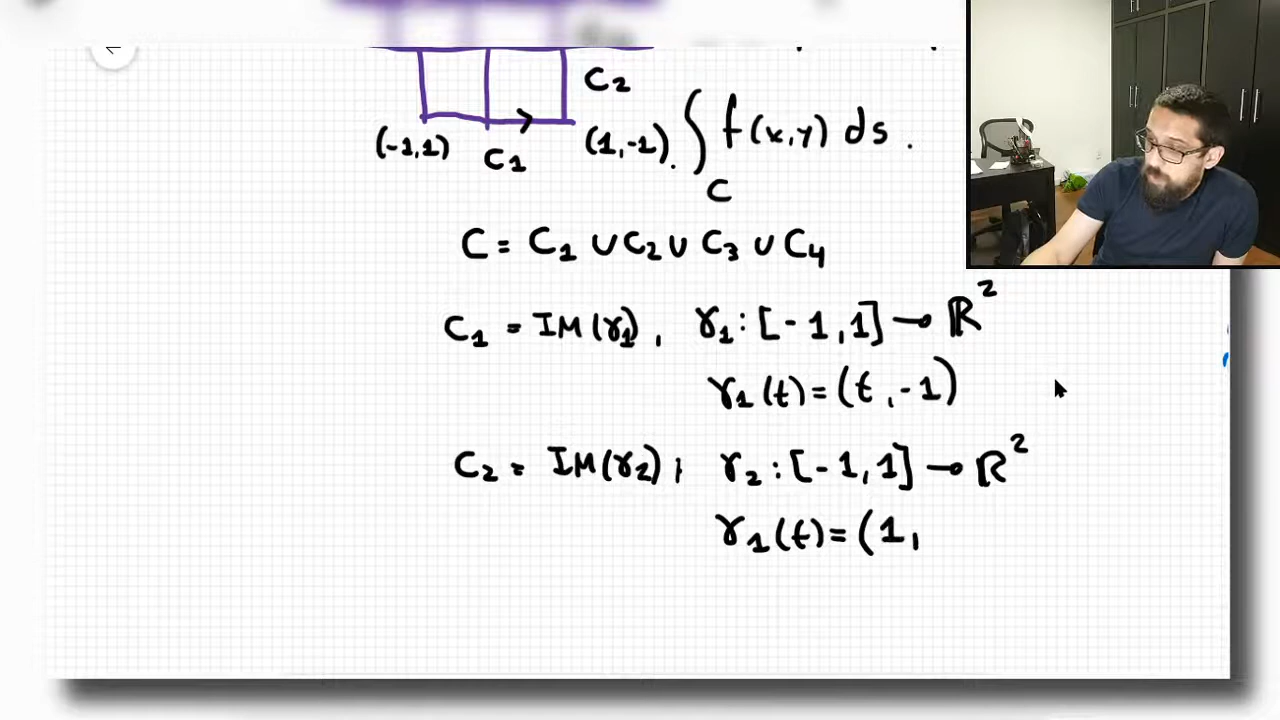 C2
(-1,1) C1 (1,-1). ∫ f(x,y) ds .
C
C = C1 ∪ C2 ∪ C3 ∪ C4
C1 = IM(γ1), γ1 : [-1,1] → ℝ²
γ1(t) = (t, -1)
C2 = IM(γ2); γ2 : [-1,1] → ℝ²
γ1(t) = (1,